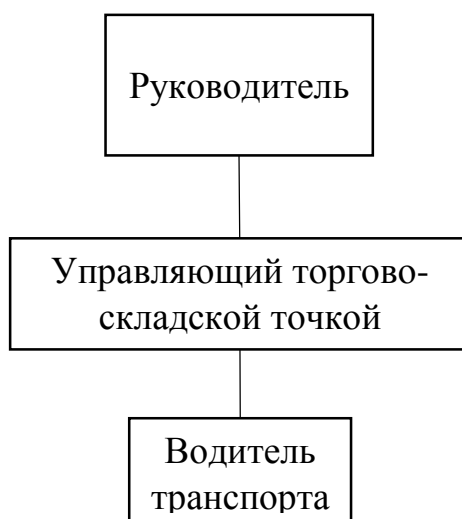 Руководитель
Управляющий торгово-
складской точкой
Водитель
транспорта